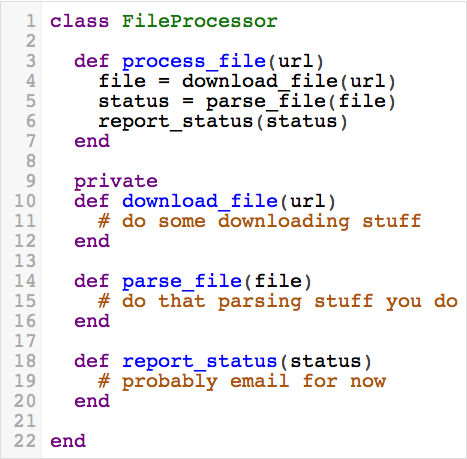 1 class FileProcessor
2
3   def process_file(url)
4     file = download_file(url)
5     status = parse_file(file)
6     report_status(status)
7   end
8
9   private
10   def download_file(url)
11     # do some downloading stuff
12   end
13
14   def parse_file(file)
15     # do that parsing stuff you do
16   end
17
18   def report_status(status)
19     # probably email for now
20   end
21
22 end